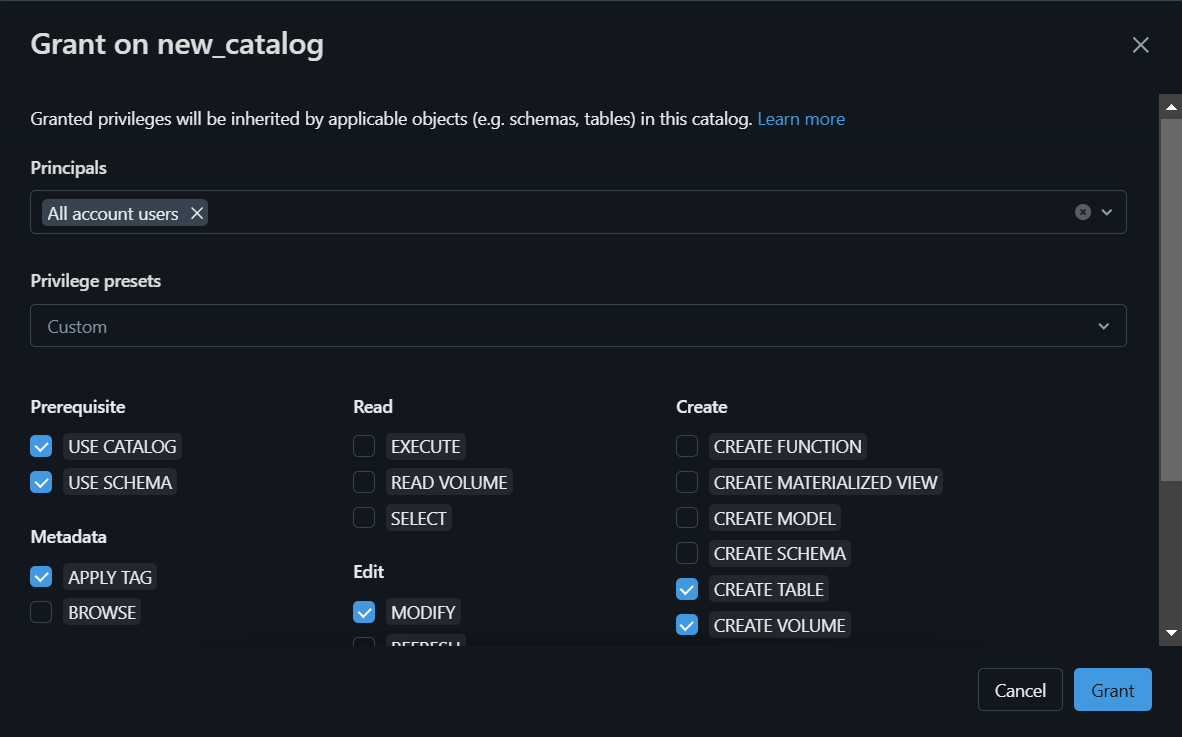 Grant on new_catalog
Granted privileges will be inherited by applicable objects (e.g. schemas, tables) in this catalog. Learn more
Principals
All account users
Privilege presets
Custom
Prerequisite
USE CATALOG
USE SCHEMA
Metadata
APPLY TAG
BROWSE
Read
EXECUTE
READ VOLUME
SELECT
Edit
MODIFY
REFRESH
Create
CREATE FUNCTION
CREATE MATERIALIZED VIEW
CREATE MODEL
CREATE SCHEMA
CREATE TABLE
CREATE VOLUME
Cancel
Grant